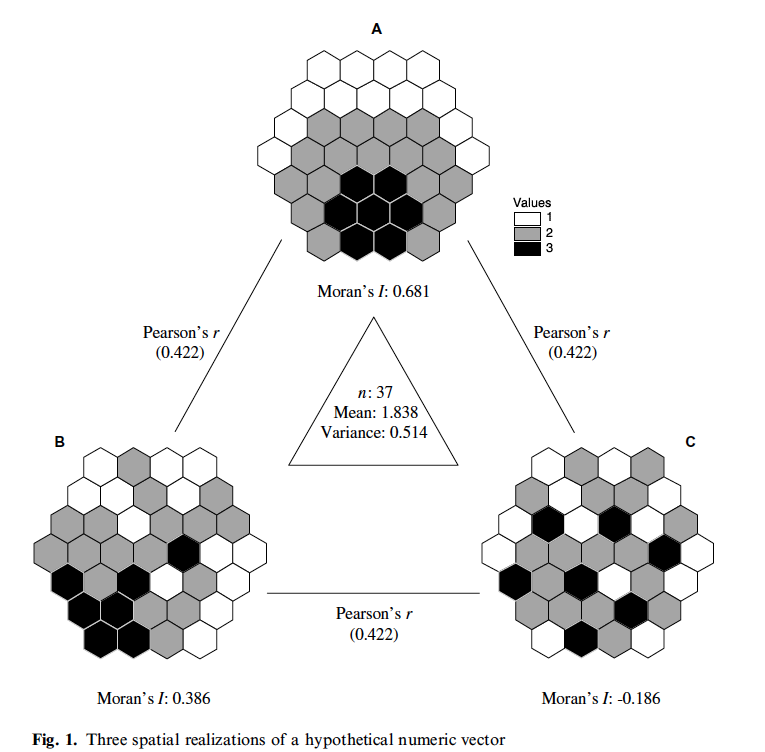 A
Values
1
2
3
Moran's I: 0.681
Pearson's r
(0.422)
Pearson's r
(0.422)
n: 37
Mean: 1.838
Variance: 0.514
B
C
Pearson's r
(0.422)
Moran's I: 0.386
Moran's I: -0.186
Fig. 1. Three spatial realizations of a hypothetical numeric vector